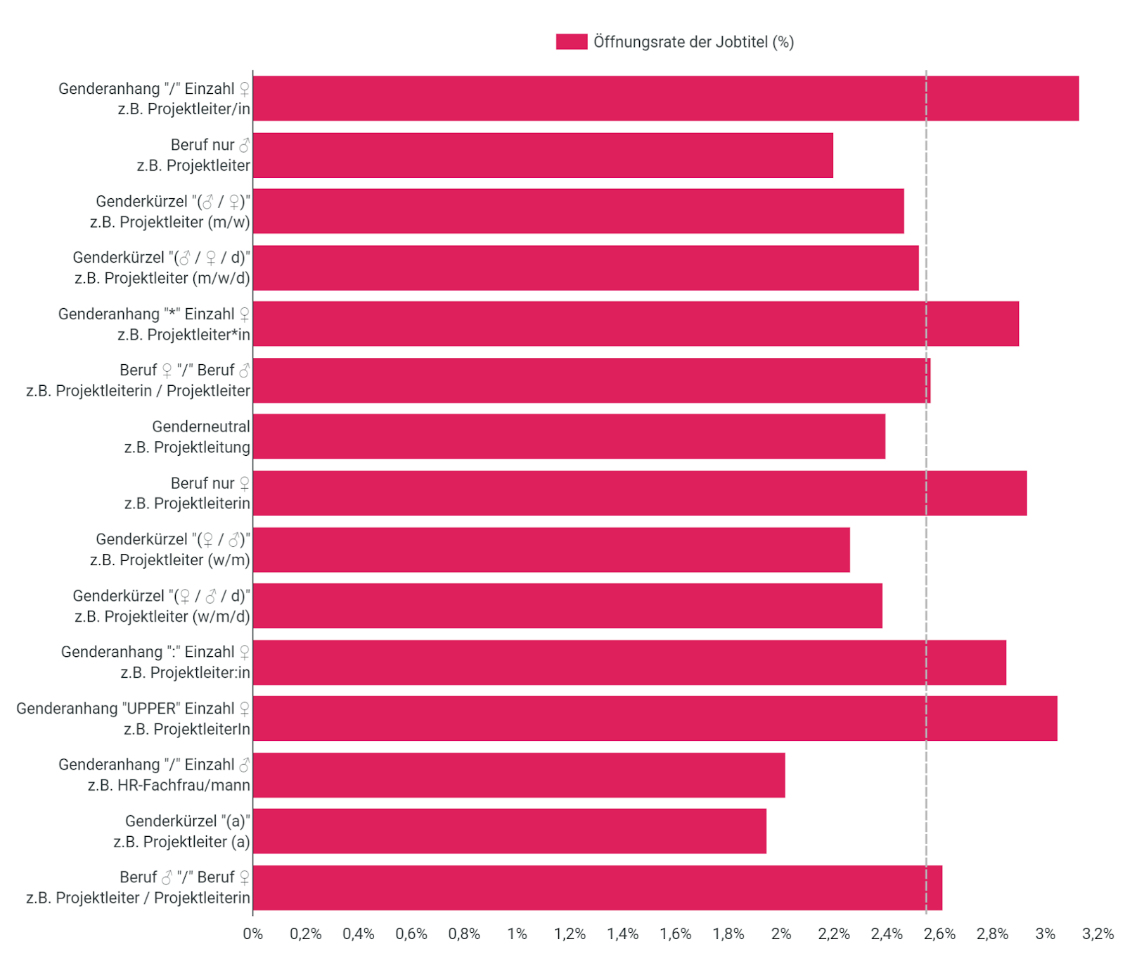 Öffnungsrate der Jobtitel (%)
Genderanhang "/" Einzahl ♀
z.B. Projektleiter/in
Beruf nur ♂
z.B. Projektleiter
Genderkürzel "(♂ / ♀)"
z.B. Projektleiter (m/w)
Genderkürzel "(♂ / ♀ / d)"
z.B. Projektleiter (m/w/d)
Genderanhang "*" Einzahl ♀
z.B. Projektleiter*in
Beruf ♀ "/" Beruf ♂
z.B. Projektleiterin / Projektleiter
Genderneutral
z.B. Projektleitung
Beruf nur ♀
z.B. Projektleiterin
Genderkürzel "(♀ / ♂)"
z.B. Projektleiter (w/m)
Genderkürzel "(♀ / ♂ / d)"
z.B. Projektleiter (w/m/d)
Genderanhang ":" Einzahl ♀
z.B. Projektleiter:in
Genderanhang "UPPER" Einzahl ♀
z.B. ProjektleiterIn
Genderanhang "/" Einzahl ♂
z.B. HR-Fachfrau/mann
Genderkürzel "(a)"
z.B. Projektleiter (a)
Beruf ♂ "/" Beruf ♀
z.B. Projektleiter / Projektleiterin
0% 0,2% 0,4% 0,6% 0,8% 1% 1,2% 1,4% 1,6% 1,8% 2% 2,2% 2,4% 2,6% 2,8% 3% 3,2%